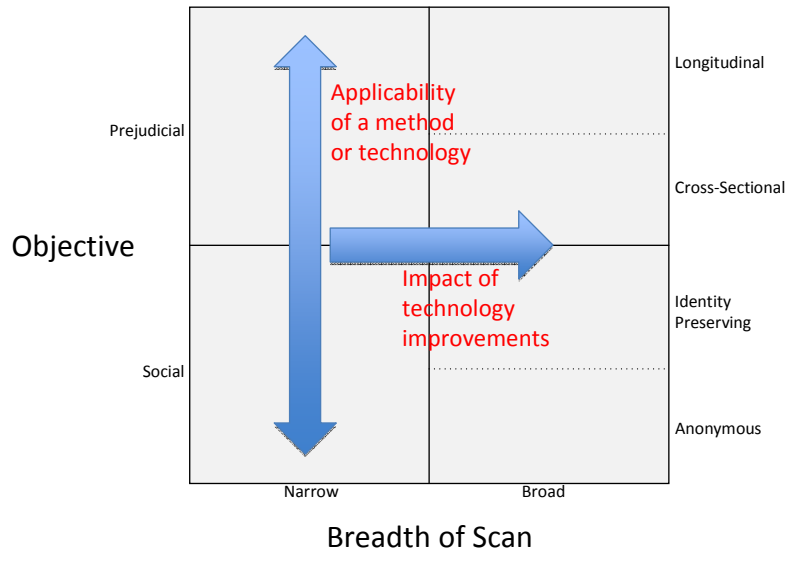 Longitudinal
Applicability
of a method
or technology
Prejudicial
Cross-Sectional
Objective
Impact of
technology
improvements
Identity
Preserving
Social
Anonymous
Narrow
Broad
Breadth of Scan